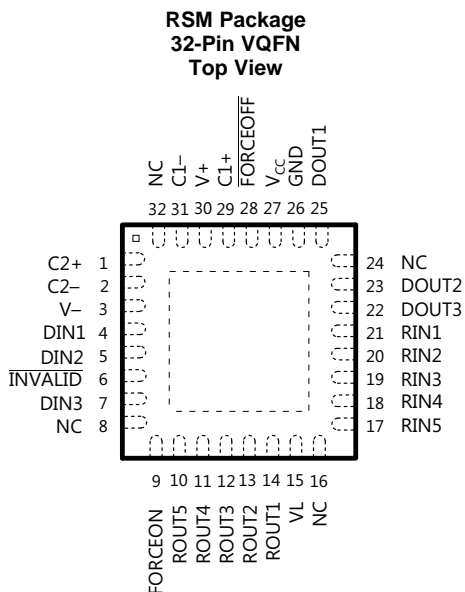 RSM Package
32-Pin VQFN
Top View
NC C1– V+ C1+ FORCEOFF VCC GND DOUT1
32 31 30 29 28 27 26 25
C2+ 1
C2– 2
V– 3
DIN1 4
DIN2 5
INVALID 6
DIN3 7
NC 8
24 NC
23 DOUT2
22 DOUT3
21 RIN1
20 RIN2
19 RIN3
18 RIN4
17 RIN5
9 10 11 12 13 14 15 16
FORCEON ROUT5 ROUT4 ROUT3 ROUT2 ROUT1 VL NC